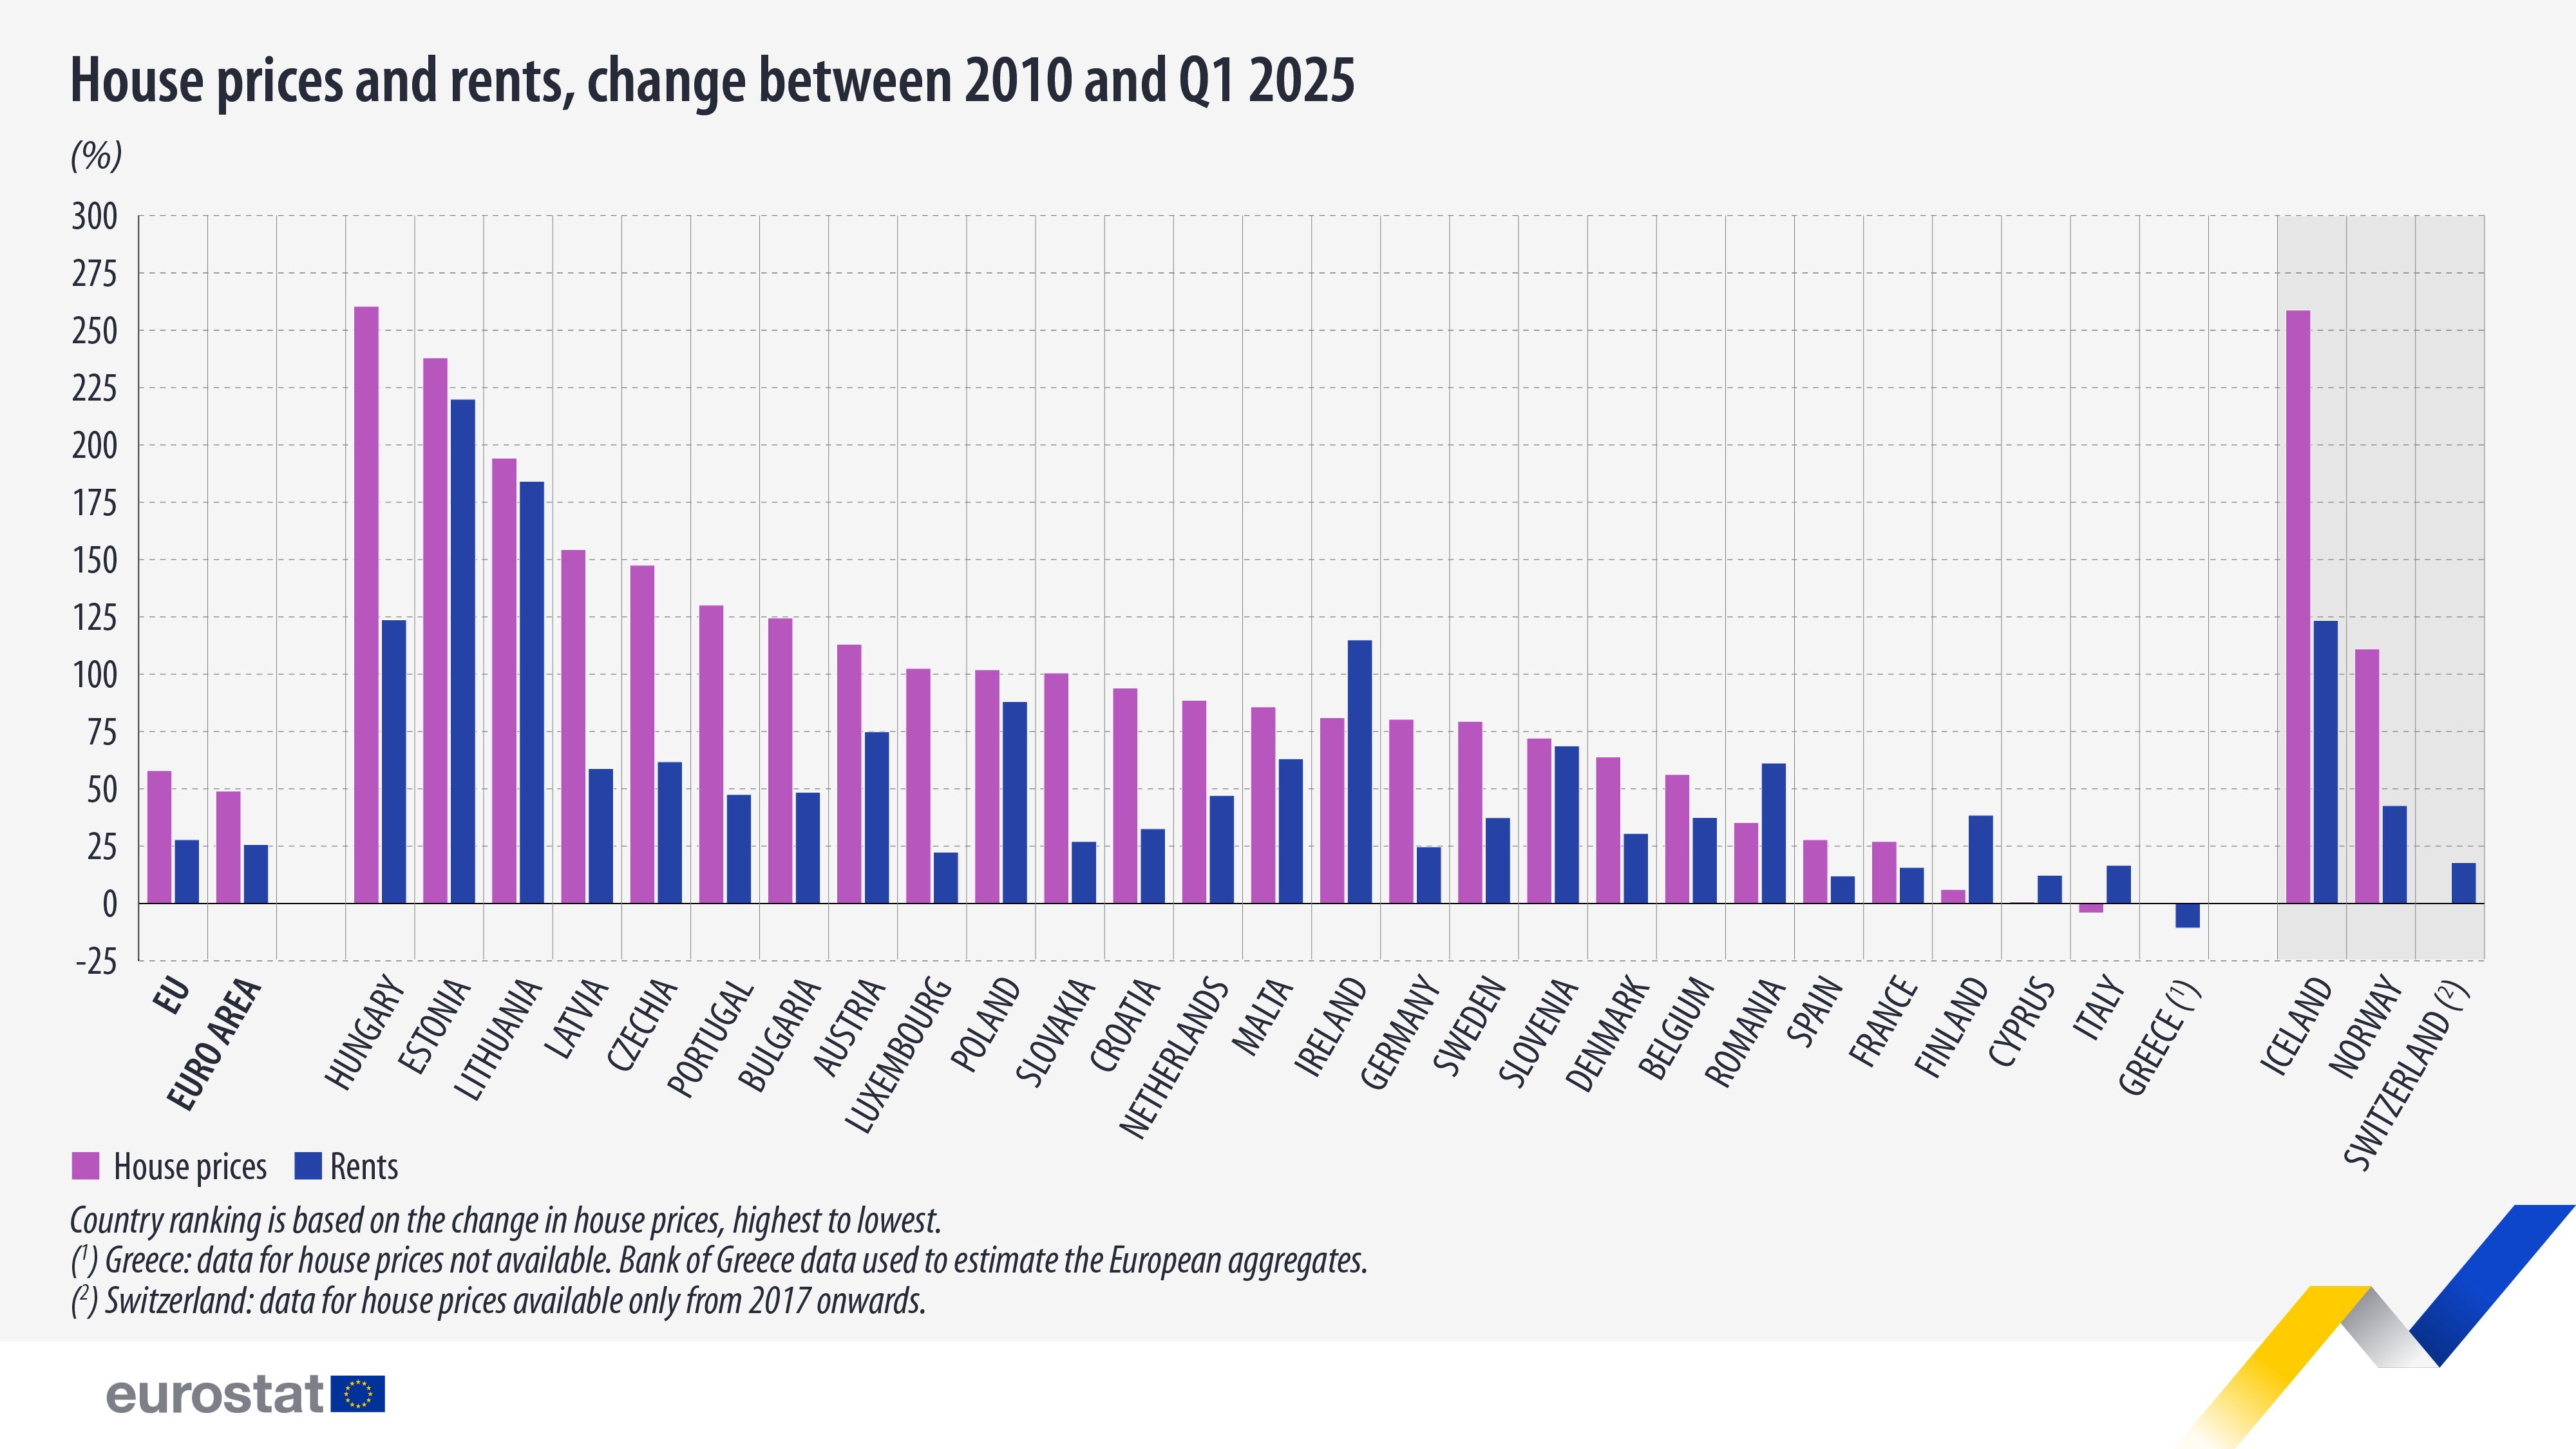 House prices and rents, change between 2010 and Q1 2025
(%)
300
275
250
225
200
175
150
125
100
75
50
25
0
-25
EU
EURO AREA
HUNGARY
ESTONIA
LITHUANIA
LATVIA
CZECHIA
PORTUGAL
BULGARIA
AUSTRIA
LUXEMBOURG
POLAND
SLOVAKIA
CROATIA
NETHERLANDS
MALTA
IRELAND
GERMANY
SWEDEN
SLOVENIA
DENMARK
BELGIUM
ROMANIA
SPAIN
FRANCE
FINLAND
CYPRUS
ITALY
GREECE (¹)
ICELAND
NORWAY
SWITZERLAND (²)
House prices
Rents
Country ranking is based on the change in house prices, highest to lowest.
(¹) Greece: data for house prices not available. Bank of Greece data used to estimate the European aggregates.
(²) Switzerland: data for house prices available only from 2017 onwards.
eurostat